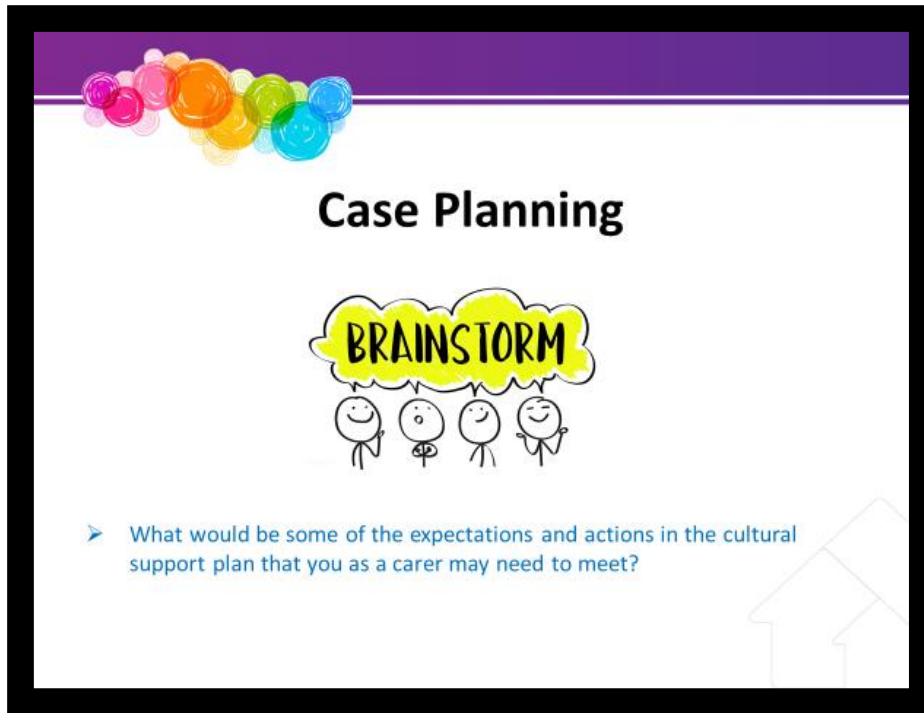 Case Planning
BRAINSTORM
➢ What would be some of the expectations and actions in the cultural
support plan that you as a carer may need to meet?